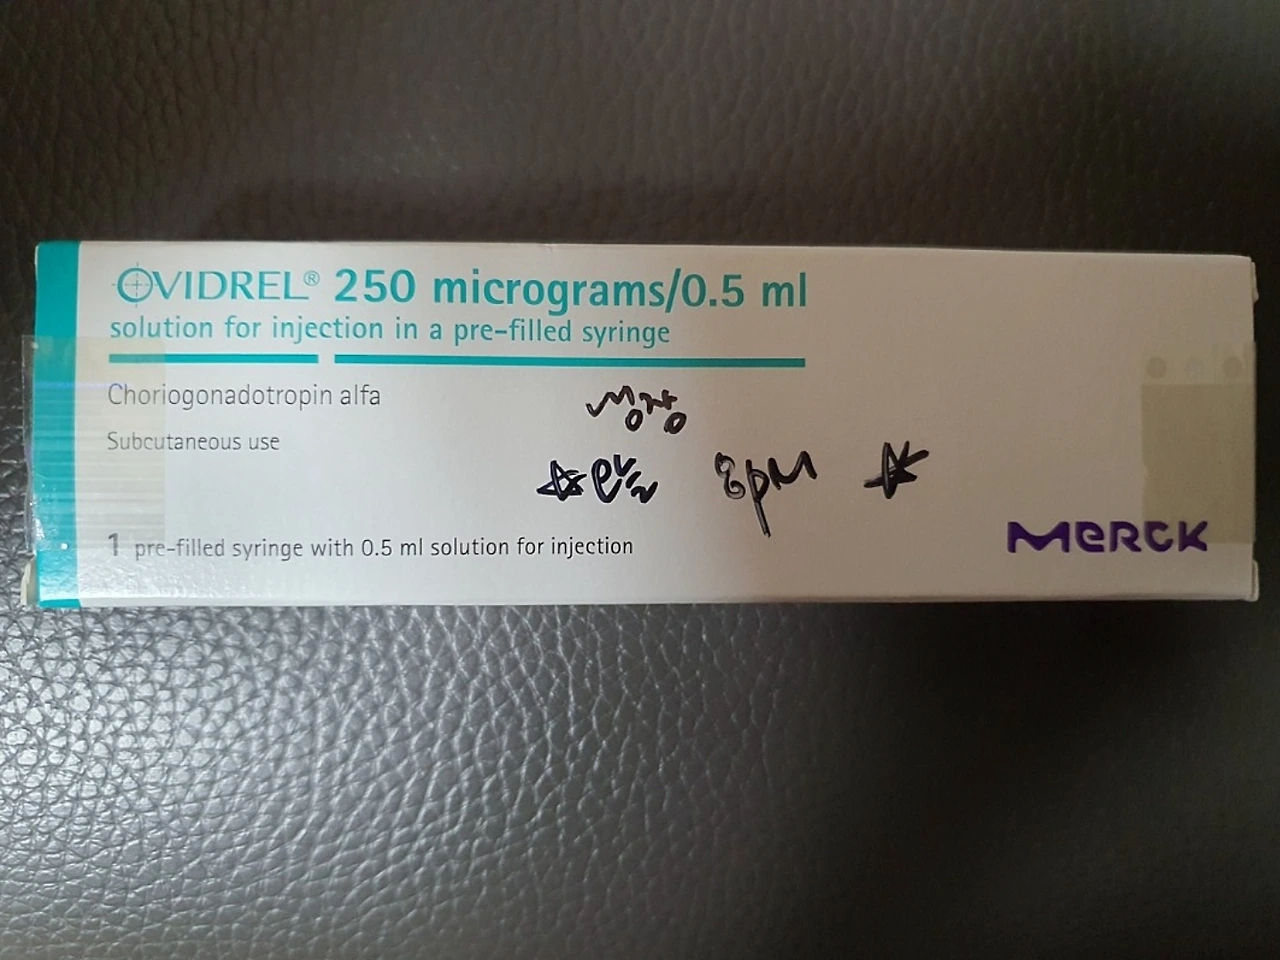 OVIDREL® 250 micrograms/0.5 ml
solution for injection in a pre-filled syringe
Choriogonadotropin alfa
Subcutaneous use
8pM
1 pre-filled syringe with 0.5 ml solution for injection
MERCK